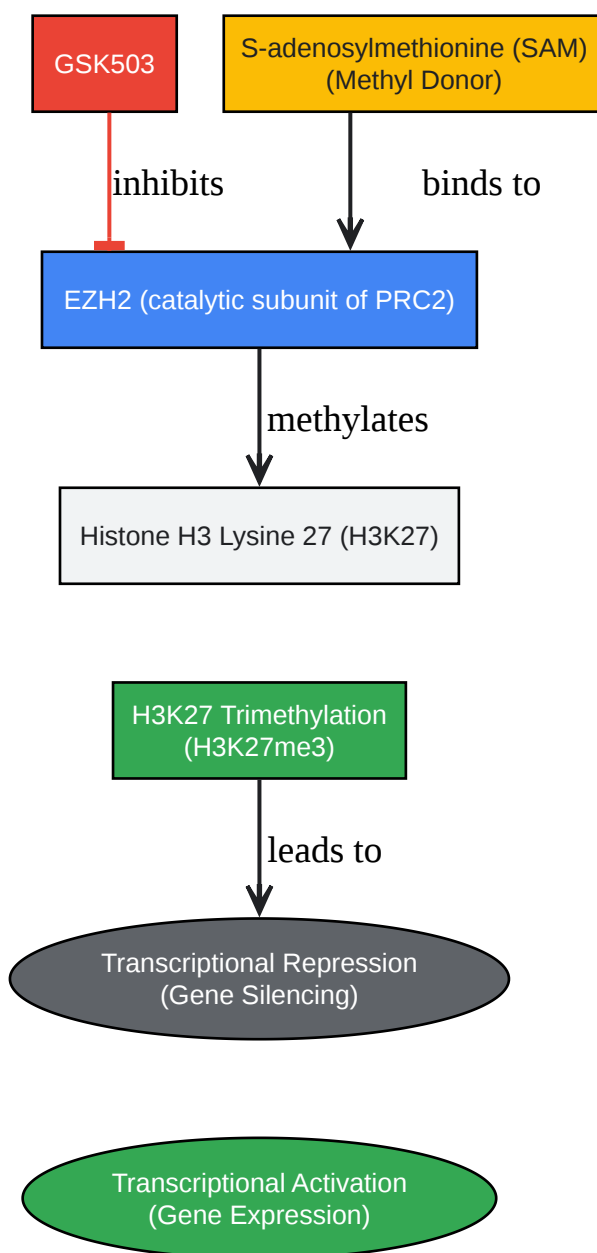 GSK503
S-adenosylmethionine (SAM)
(Methyl Donor)
inhibits
binds to
EZH2 (catalytic subunit of PRC2)
methylates
Histone H3 Lysine 27 (H3K27)
H3K27 Trimethylation
(H3K27me3)
leads to
Transcriptional Repression
(Gene Silencing)
Transcriptional Activation
(Gene Expression)